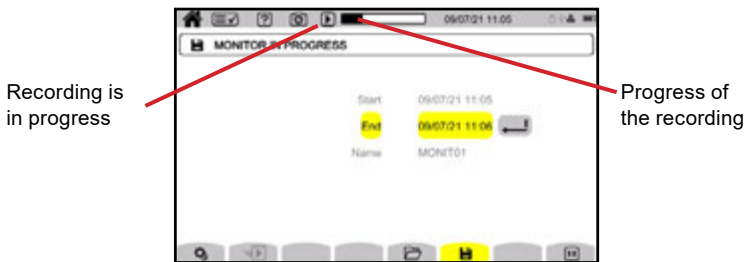 09/07/21 11.05
MONITOR IN PROGRESS
Recording is
in progress
Progress of
the recording
Start 09/07/21 11:05
End 09/07/21 11:06
Name MONIT01